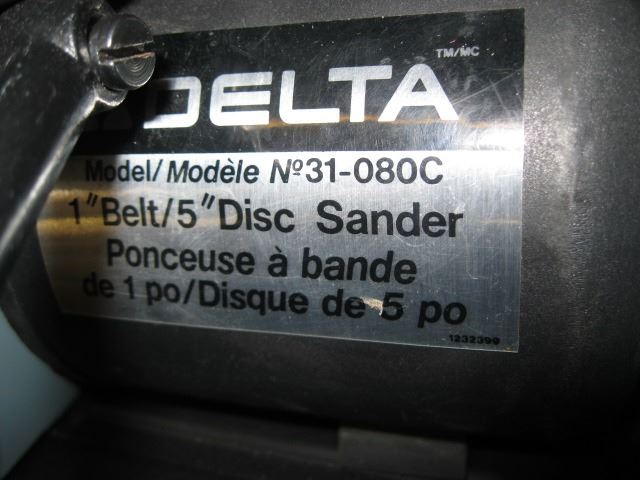 TM/MC
DELTA
Model/Modèle Nº31-080C
1"Belt/5"Disc Sander
Ponceuse à bande
de 1 po/Disque de 5 po
1232399